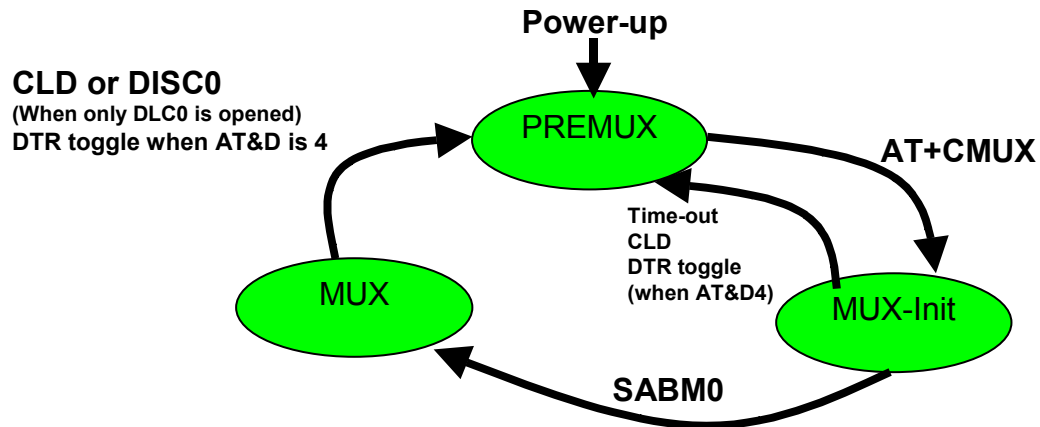 Power-up
CLD or DISC0
(When only DLC0 is opened)
DTR toggle when AT&D is 4
PREMUX
AT+CMUX
Time-out
CLD
DTR toggle
(when AT&D4)
MUX
MUX-Init
SABM0